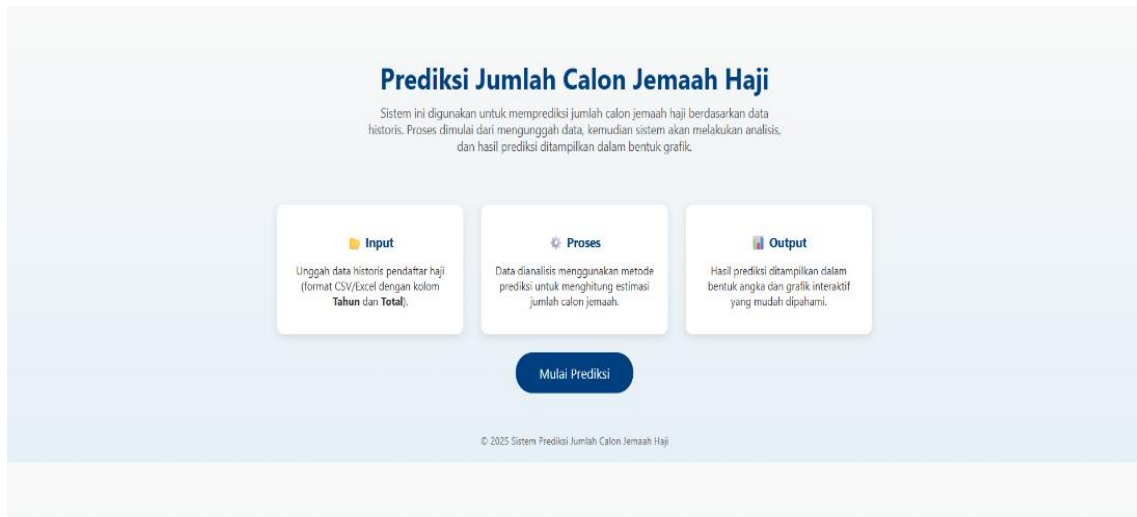 Prediksi Jumlah Calon Jemaah Haji
Sistem ini digunakan untuk memprediksi jumlah calon jemaah haji berdasarkan data
historis. Proses dimulai dari mengunggah data, kemudian sistem akan melakukan analisis,
dan hasil prediksi ditampilkan dalam bentuk grafik.
Input
Unggah data historis pendaftar haji
(format CSV/Excel dengan kolom
Tahun dan Total).
Proses
Data dianalisis menggunakan metode
prediksi untuk menghitung estimasi
jumlah calon jemaah.
Output
Hasil prediksi ditampilkan dalam
bentuk angka dan grafik interaktif
yang mudah dipahami.
Mulai Prediksi
© 2025 Sistem Prediksi Jumlah Calon Jemaah Haji